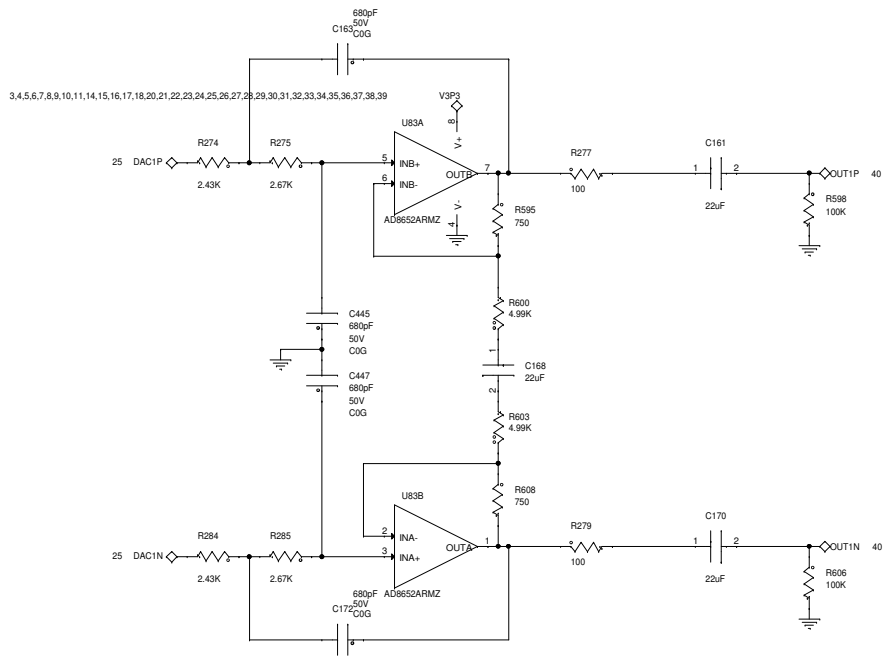 680pF
50V
C163 C0G
3,4,5,6,7,8,9,10,11,14,15,16,17,18,20,21,22,23,24,25,26,27,28,29,30,31,32,33,34,35,36,37,38,39
V3P3
U83A
8
V+
R274
R275
R277
C161
25 DAC1P
5 INB+
6 INB-
OUTB 7
1
2
OUT1P 40
2.43K
2.67K
100
22uF
V-
4
AD8652ARMZ
R595
750
R598
100K
R600
4.99K
C445
680pF
50V
C0G
1
C168
22uF
2
C447
680pF
50V
C0G
R603
4.99K
U83B
R608
750
R284
R285
R279
C170
2 INA-
3 INA+
OUTA 1
25 DAC1N
1
2
OUT1N 40
2.43K
2.67K
100
22uF
AD8652ARMZ
R606
100K
680pF
50V
C172 C0G